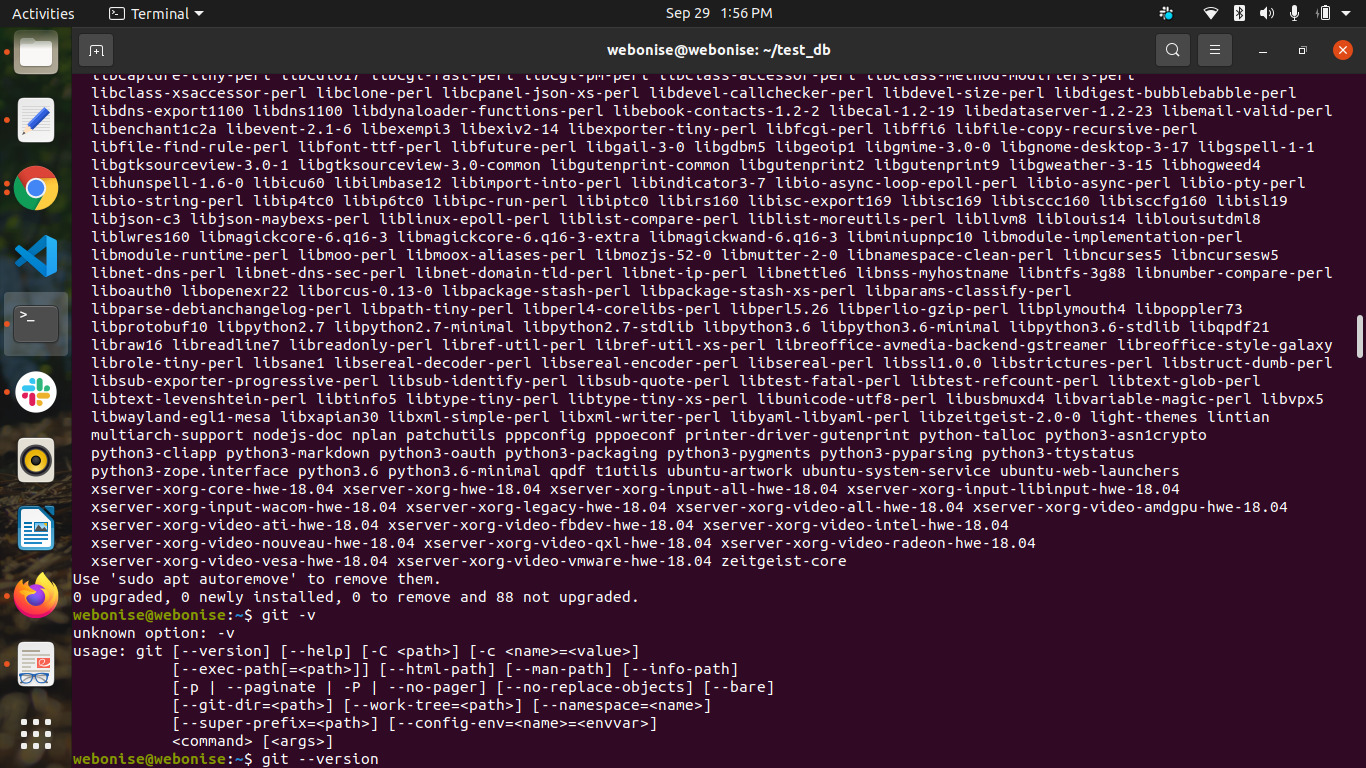 Activities
Terminal
Sep 29 1:56 PM
webonise@webonise: ~/test_db
libcapture-tiny-perl libcdio17 libcgi-fast-perl libcgi-pm-perl libclass-accessor-perl libclass-method-modifiers-perl
libclass-xsaccessor-perl libclone-perl libcpanel-json-xs-perl libdevel-callchecker-perl libdevel-size-perl libdigest-bubblebabble-perl
libdns-export1100 libdns1100 libdynaloader-functions-perl libebook-contacts-1.2-2 libecal-1.2-19 libedataserver-1.2-23 libemail-valid-perl
libenchant1c2a libevent-2.1-6 libexempi3 libexiv2-14 libexporter-tiny-perl libfcgi-perl libffi6 libfile-copy-recursive-perl
libfile-find-rule-perl libfont-ttf-perl libfuture-perl libgail-3-0 libgdbm5 libgeoip1 libgmime-3.0-0 libgnome-desktop-3-17 libgspell-1-1
libgtksourceview-3.0-1 libgtksourceview-3.0-common libgutenprint-common libgutenprint2 libgutenprint9 libgweather-3-15 libhogweed4
libhunspell-1.6-0 libicu60 libilmbase12 libimport-into-perl libindicator3-7 libio-async-loop-epoll-perl libio-async-perl libio-pty-perl
libio-string-perl libip4tc0 libip6tc0 libipc-run-perl libiptc0 libirs160 libisc-export169 libisc169 libisccc160 libisccfg160 libisl19
libjson-c3 libjson-maybexs-perl liblinux-epoll-perl liblist-compare-perl liblist-moreutils-perl libllvm8 liblouis14 liblouisutdml8
liblwres160 libmagickcore-6.q16-3 libmagickcore-6.q16-3-extra libmagickwand-6.q16-3 libminiupnpc10 libmodule-implementation-perl
libmodule-runtime-perl libmoo-perl libmoox-aliases-perl libmozjs-52-0 libmutter-2-0 libnamespace-clean-perl libncurses5 libncursesw5
libnet-dns-perl libnet-dns-sec-perl libnet-domain-tld-perl libnet-ip-perl libnettle6 libnss-myhostname libntfs-3g88 libnumber-compare-perl
liboauth0 libopenexr22 liborcus-0.13-0 libpackage-stash-perl libpackage-stash-xs-perl libparams-classify-perl
libparse-debianchangelog-perl libpath-tiny-perl libperl4-corelibs-perl libperl5.26 libperlio-gzip-perl libplymouth4 libpoppler73
libprotobuf10 libpython2.7 libpython2.7-minimal libpython2.7-stdlib libpython3.6 libpython3.6-minimal libpython3.6-stdlib libqpdf21
libraw16 libreadline7 libreadonly-perl libref-util-perl libref-util-xs-perl libreoffice-avmedia-backend-gstreamer libreoffice-style-galaxy
librole-tiny-perl libsane1 libsereal-decoder-perl libsereal-encoder-perl libsereal-perl libssl1.0.0 libstrictures-perl libstruct-dumb-perl
libsub-exporter-progressive-perl libsub-identify-perl libsub-quote-perl libtest-fatal-perl libtest-refcount-perl libtext-glob-perl
libtext-levenshtein-perl libtinfo5 libtype-tiny-perl libtype-tiny-xs-perl libunicode-utf8-perl libusbmuxd4 libvariable-magic-perl libvpx5
libwayland-egl1-mesa libxapian30 libxml-simple-perl libxml-writer-perl libyaml-libyaml-perl libzeitgeist-2.0-0 light-themes lintian
multiarch-support nodejs-doc nplan patchutils pppconfig pppoeconf printer-driver-gutenprint python-talloc python3-asn1crypto
python3-cliapp python3-markdown python3-oauth python3-packaging python3-pygments python3-pyparsing python3-ttystatus
python3-zope.interface python3.6 python3.6-minimal qpdf t1utils ubuntu-artwork ubuntu-system-service ubuntu-web-launchers
xserver-xorg-core-hwe-18.04 xserver-xorg-hwe-18.04 xserver-xorg-input-all-hwe-18.04 xserver-xorg-input-libinput-hwe-18.04
xserver-xorg-input-wacom-hwe-18.04 xserver-xorg-legacy-hwe-18.04 xserver-xorg-video-all-hwe-18.04 xserver-xorg-video-amdgpu-hwe-18.04
xserver-xorg-video-ati-hwe-18.04 xserver-xorg-video-fbdev-hwe-18.04 xserver-xorg-video-intel-hwe-18.04
xserver-xorg-video-nouveau-hwe-18.04 xserver-xorg-video-qxl-hwe-18.04 xserver-xorg-video-radeon-hwe-18.04
xserver-xorg-video-vesa-hwe-18.04 xserver-xorg-video-vmware-hwe-18.04 zeitgeist-core
Use 'sudo apt autoremove' to remove them.
0 upgraded, 0 newly installed, 0 to remove and 88 not upgraded.
webonise@webonise:~$ git -v
unknown option: -v
usage: git [--version] [--help] [-C <path>] [-c <name>=<value>]
[--exec-path[=<path>]] [--html-path] [--man-path] [--info-path]
[-p | --paginate | -P | --no-pager] [--no-replace-objects] [--bare]
[--git-dir=<path>] [--work-tree=<path>] [--namespace=<name>]
[--super-prefix=<path>] [--config-env=<name>=<envvar>]
<command> [<args>]
webonise@webonise:~$ git --version